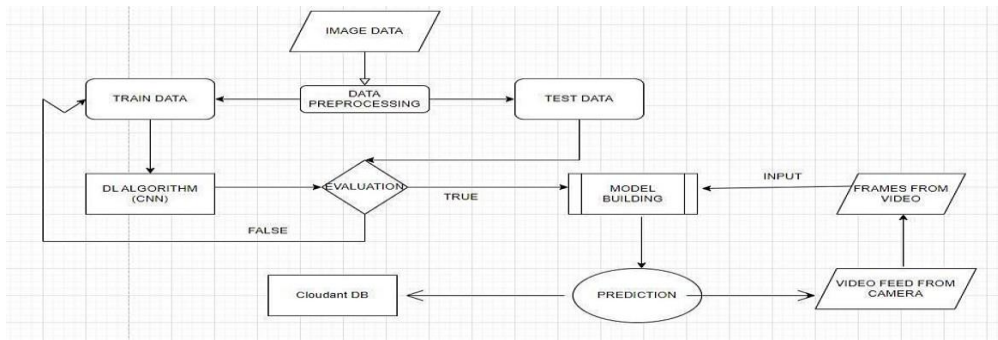 IMAGE DATA
TRAIN DATA
DATA
PREPROCESSING
TEST DATA
DL ALGORITHM
(CNN)
EVALUATION
TRUE
MODEL
BUILDING
INPUT
FRAMES FROM
VIDEO
FALSE
Cloudant DB
PREDICTION
VIDEO FEED FROM
CAMERA